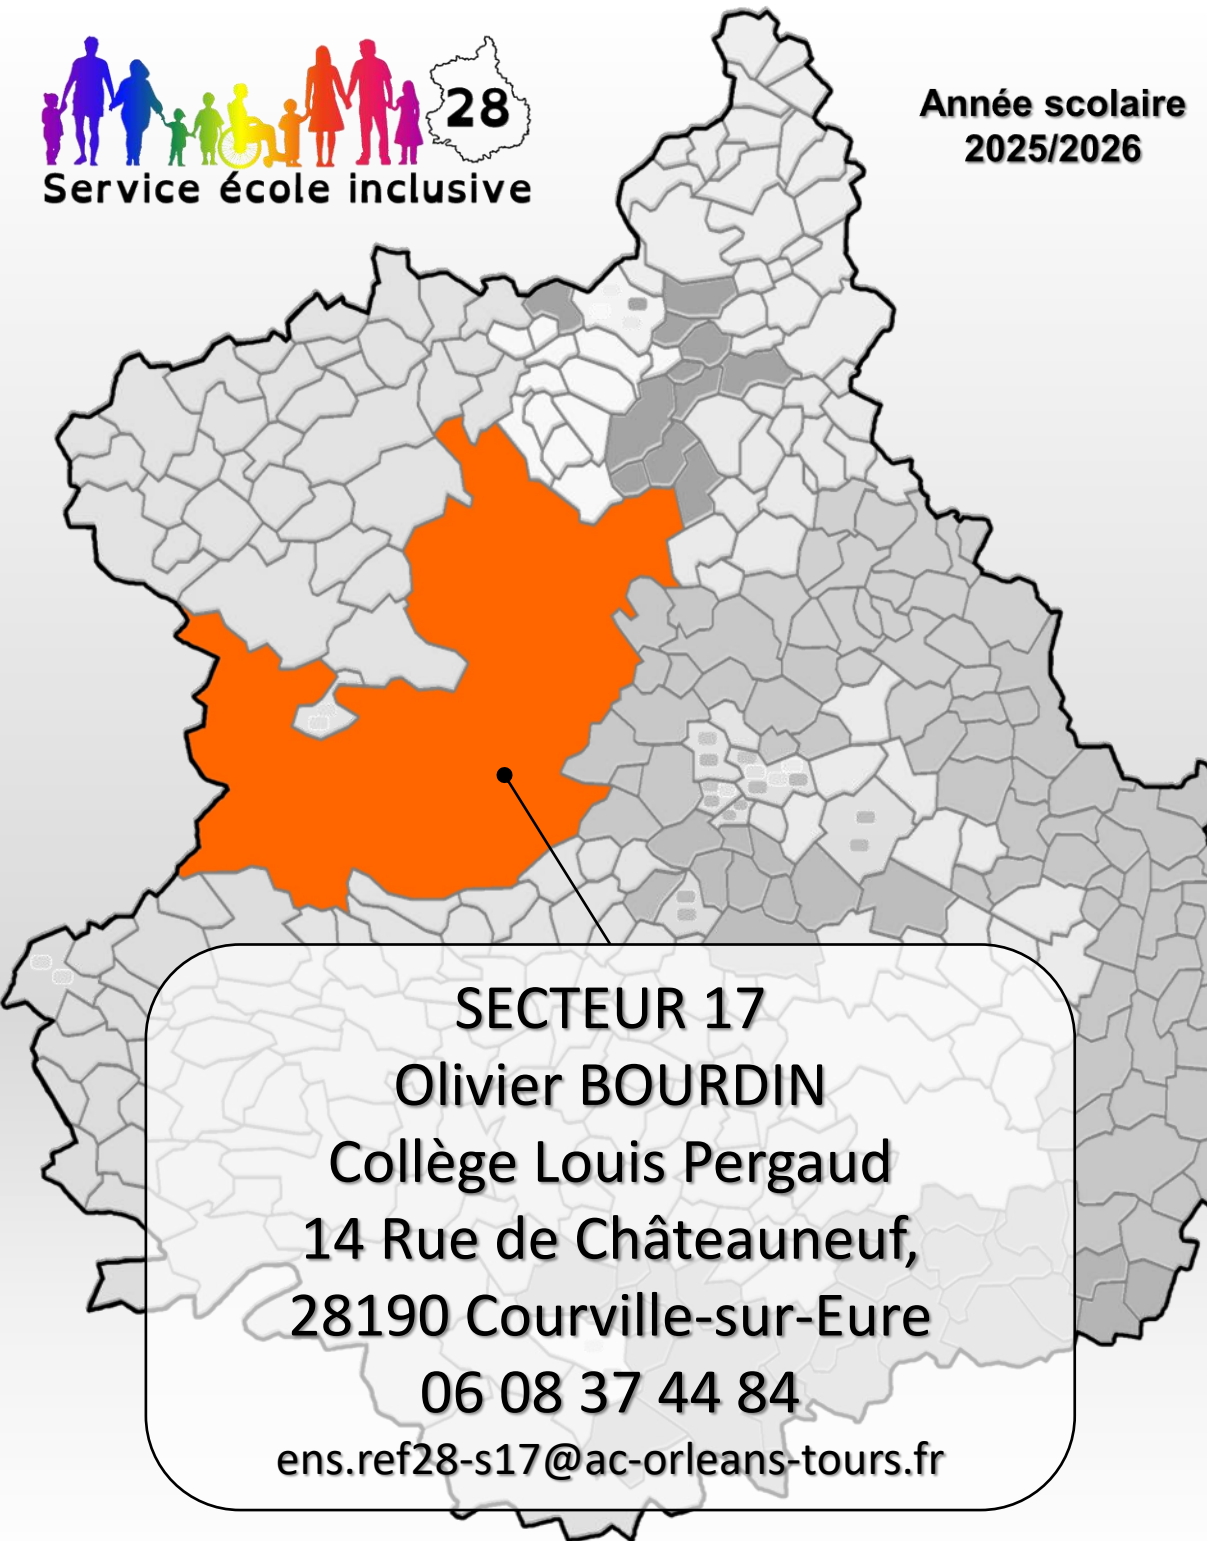 28
Service école inclusive
Année scolaire
2025/2026
SECTEUR 17
Olivier BOURDIN
Collège Louis Pergaud
14 Rue de Châteauneuf,
28190 Courville-sur-Eure
06 08 37 44 84
ens.ref28-s17@ac-orleans-tours.fr